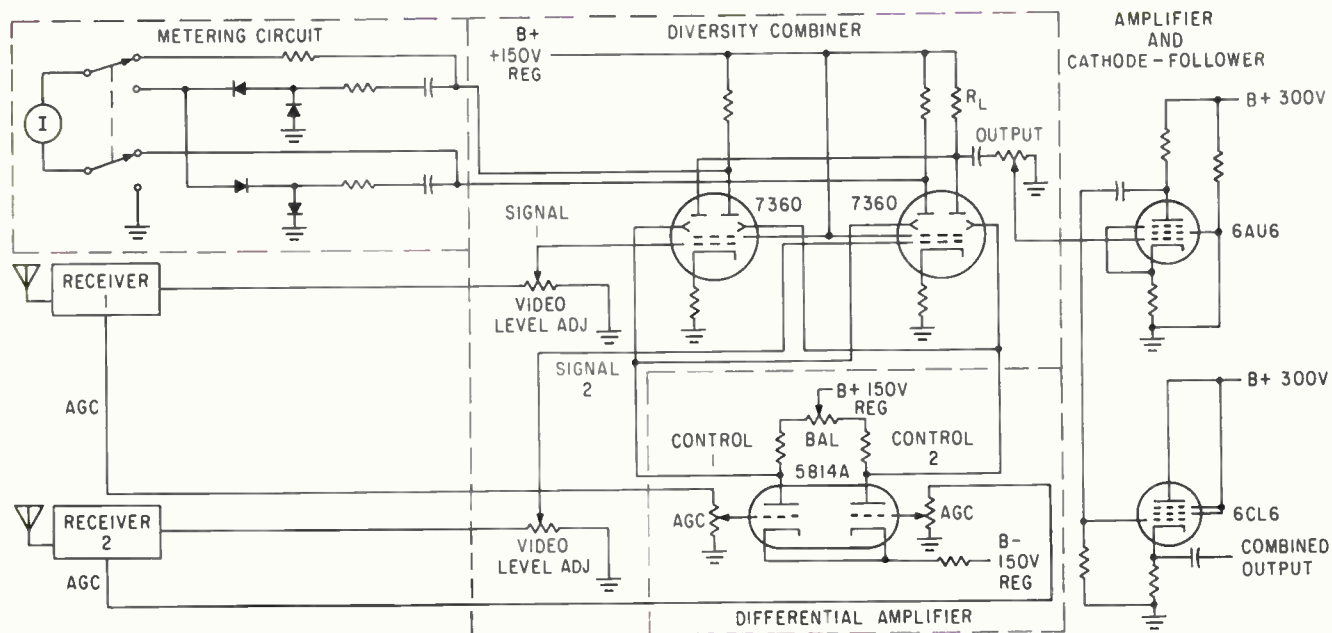 METERING CIRCUIT
I
B+
+150V
REG
DIVERSITY COMBINER
R_L
OUTPUT
7360
7360
AMPLIFIER
AND
CATHODE-FOLLOWER
B+ 300V
6AU6
SIGNAL
1
VIDEO
LEVEL ADJ
RECEIVER
1
AGC
SIGNAL
2
B+ 150V
REG
CONTROL
1
BAL
CONTROL
2
5814A
AGC
AGC
B-
150V
REG
DIFFERENTIAL AMPLIFIER
RECEIVER
2
AGC
VIDEO
LEVEL ADJ
B+ 300V
6CL6
COMBINED
OUTPUT